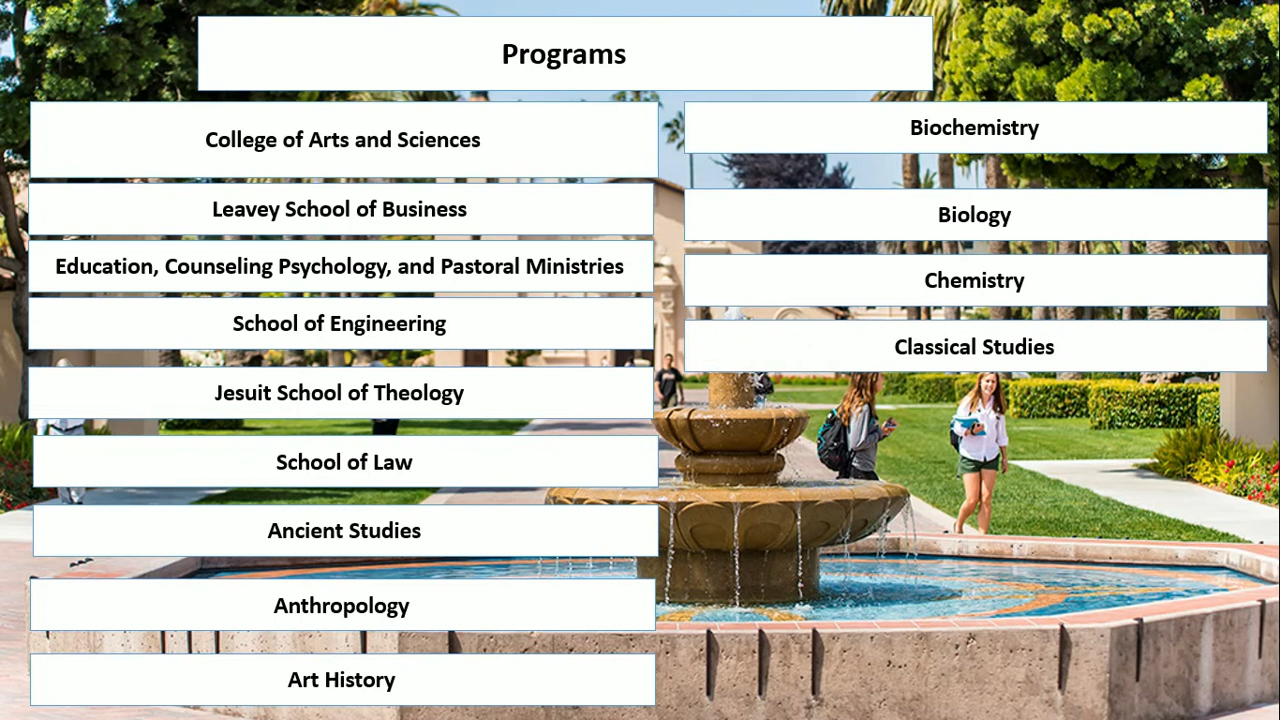 Programs
College of Arts and Sciences
Leavey School of Business
Education, Counseling Psychology, and Pastoral Ministries
School of Engineering
Jesuit School of Theology
School of Law
Ancient Studies
Anthropology
Art History
Biochemistry
Biology
Chemistry
Classical Studies